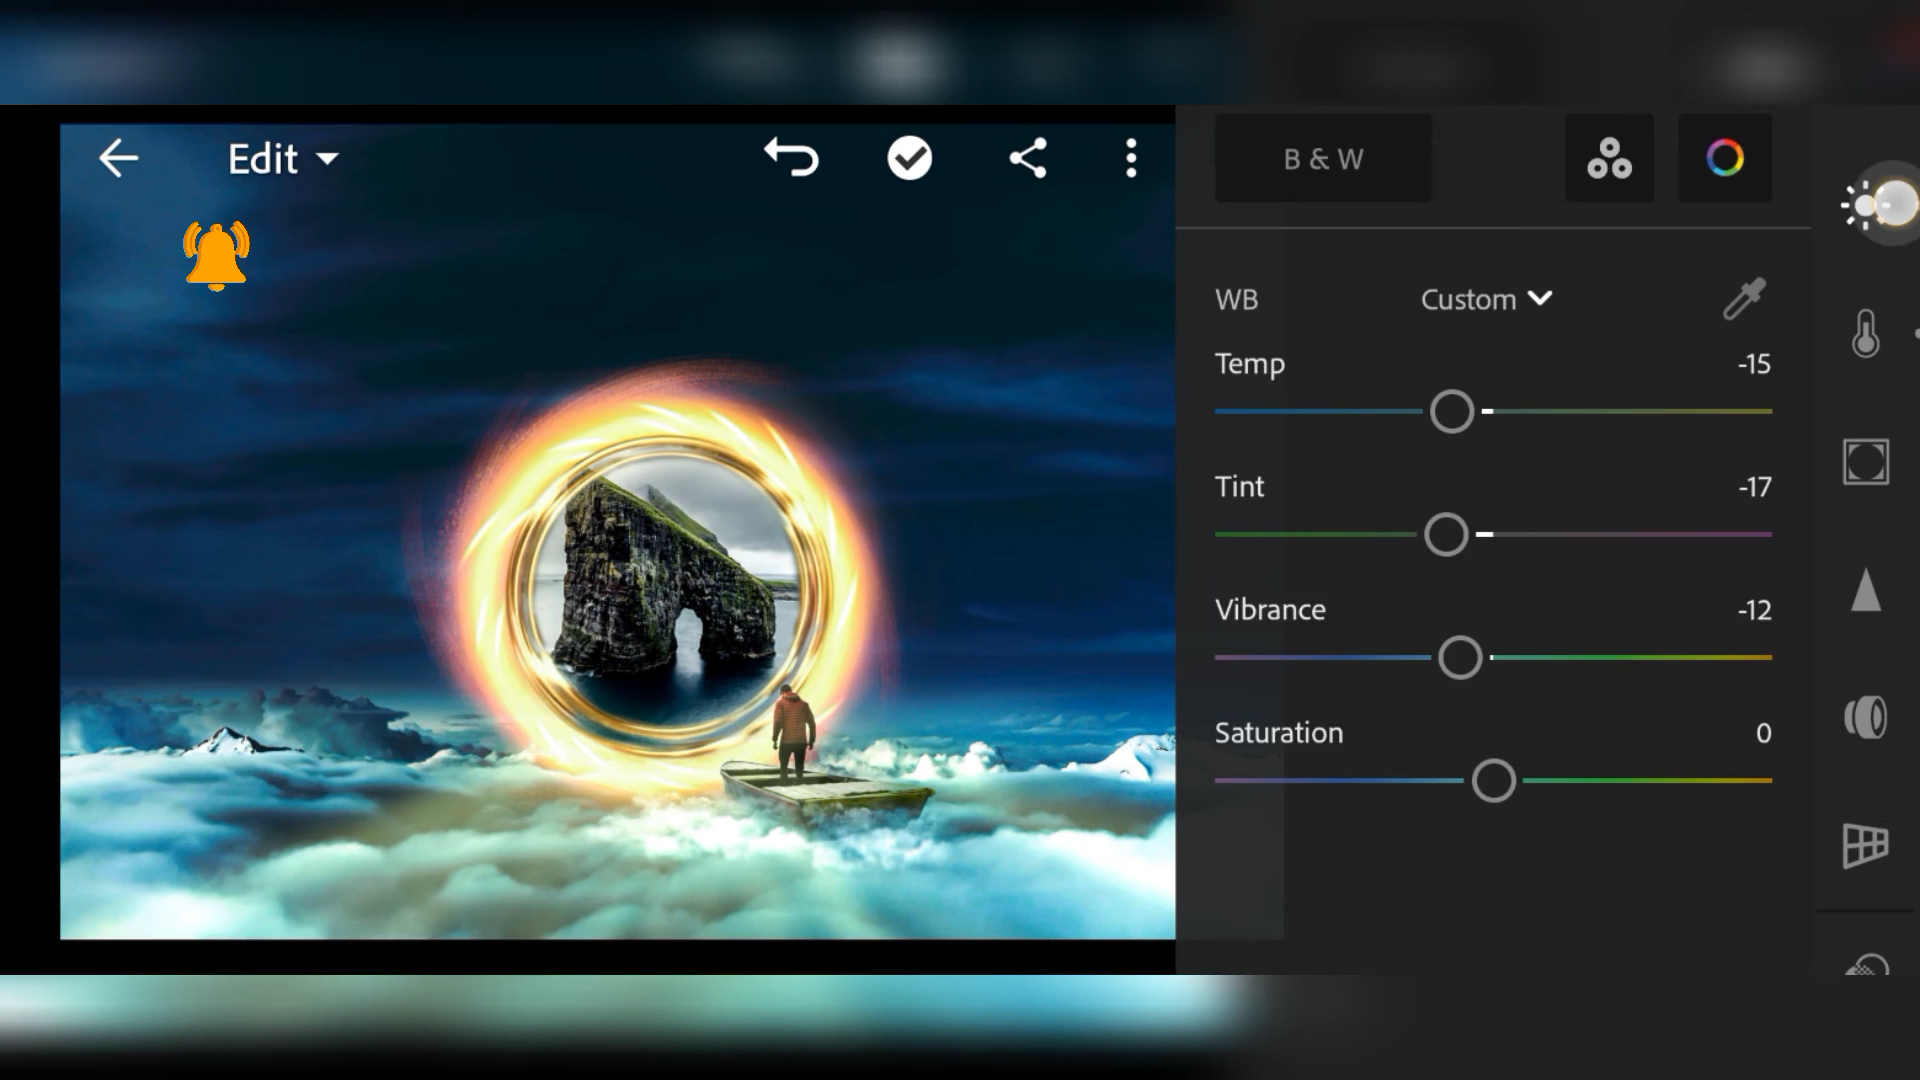 Edit
B & W
WB Custom
Temp -15
Tint -17
Vibrance -12
Saturation 0